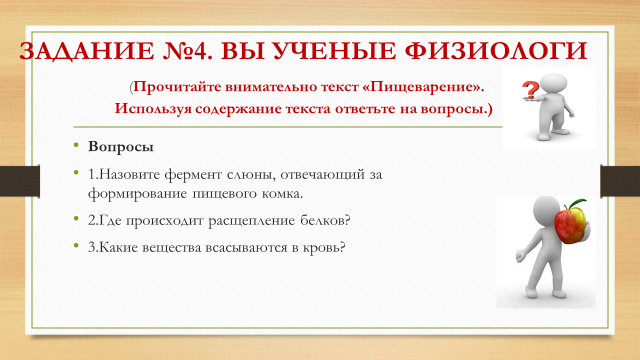 ЗАДАНИЕ №4. ВЫ УЧЕНЫЕ ФИЗИОЛОГИ
(Прочитайте внимательно текст «Пищеварение».
Используя содержание текста ответьте на вопросы.)
• Вопросы
• 1.Назовите фермент слюны, отвечающий за
формирование пищевого комка.
• 2.Где происходит расщепление белков?
• 3.Какие вещества всасываются в кровь?
?